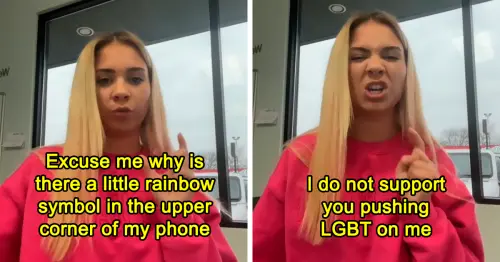 Excuse me why is
there a little rainbow
symbol in the upper
corner of my phone
I do not support
you pushing
LGBT on me